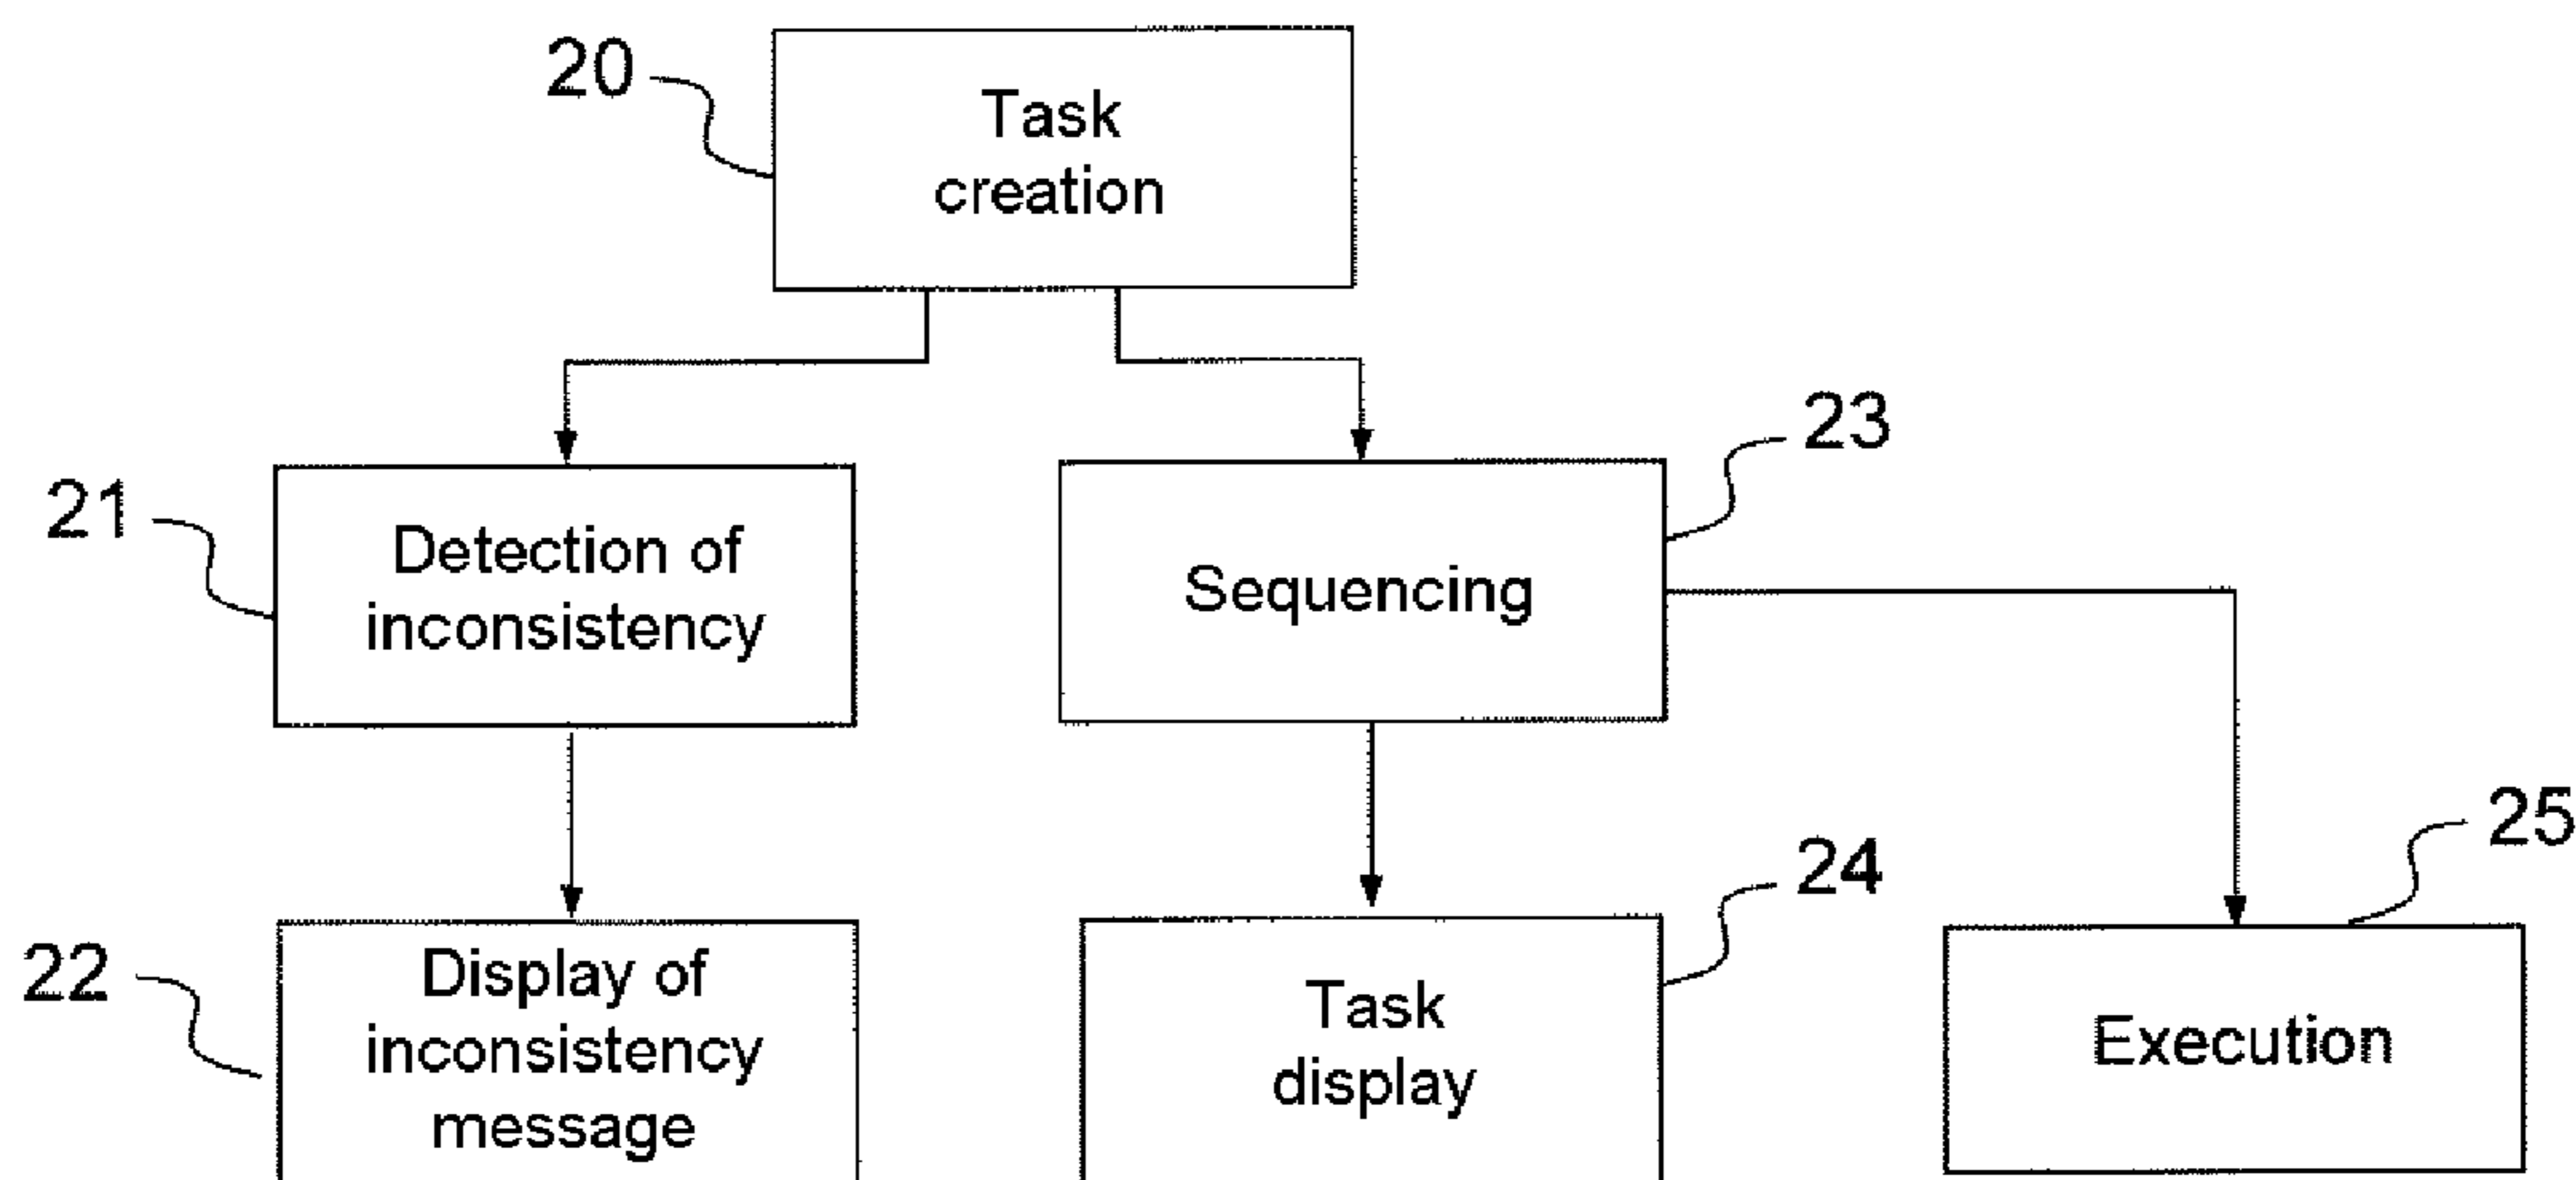 20
Task
creation
21
Detection of
inconsistency
23
Sequencing
22
Display of
inconsistency
message
24
Task
display
25
Execution